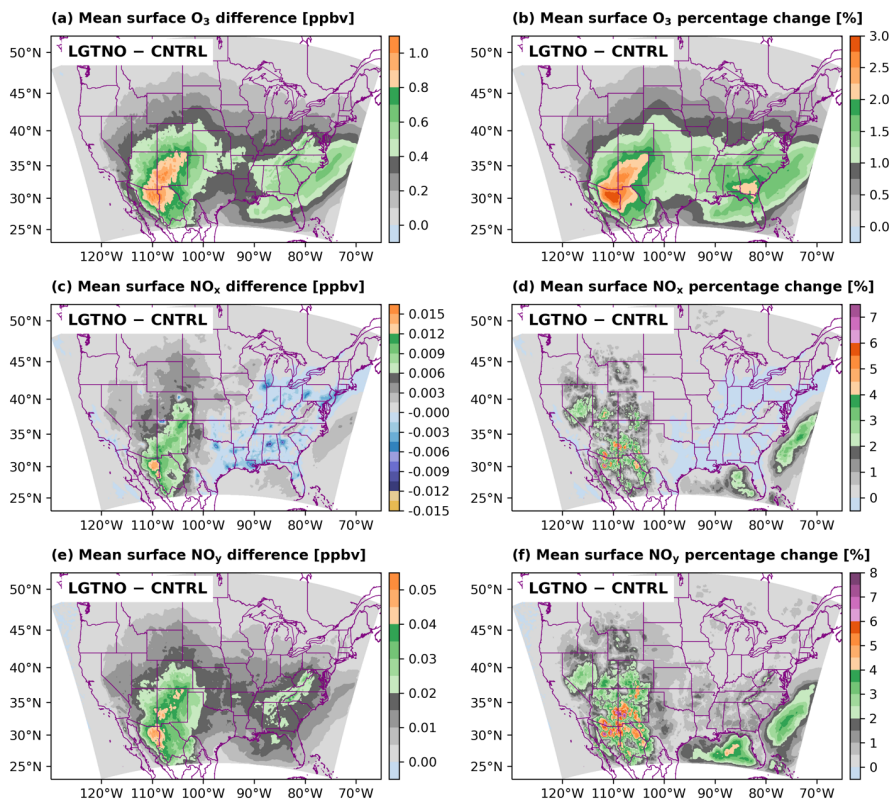 (a) Mean surface O₃ difference [ppbv]
LGTNO − CNTRL
50°N
45°N
40°N
35°N
30°N
25°N
120°W 110°W 100°W 90°W 80°W 70°W
1.0
0.8
0.6
0.4
0.2
0.0
(b) Mean surface O₃ percentage change [%]
LGTNO − CNTRL
50°N
45°N
40°N
35°N
30°N
25°N
120°W 110°W 100°W 90°W 80°W 70°W
3.0
2.5
2.0
1.5
1.0
0.5
0.0
(c) Mean surface NOₓ difference [ppbv]
LGTNO − CNTRL
50°N
45°N
40°N
35°N
30°N
25°N
120°W 110°W 100°W 90°W 80°W 70°W
0.015
0.012
0.009
0.006
0.003
-0.000
-0.003
-0.006
-0.009
-0.012
-0.015
(d) Mean surface NOₓ percentage change [%]
LGTNO − CNTRL
50°N
45°N
40°N
35°N
30°N
25°N
120°W 110°W 100°W 90°W 80°W 70°W
7
6
5
4
3
2
1
0
(e) Mean surface NOy difference [ppbv]
LGTNO − CNTRL
50°N
45°N
40°N
35°N
30°N
25°N
120°W 110°W 100°W 90°W 80°W 70°W
0.05
0.04
0.03
0.02
0.01
0.00
(f) Mean surface NOy percentage change [%]
LGTNO − CNTRL
50°N
45°N
40°N
35°N
30°N
25°N
120°W 110°W 100°W 90°W 80°W 70°W
8
7
6
5
4
3
2
1
0